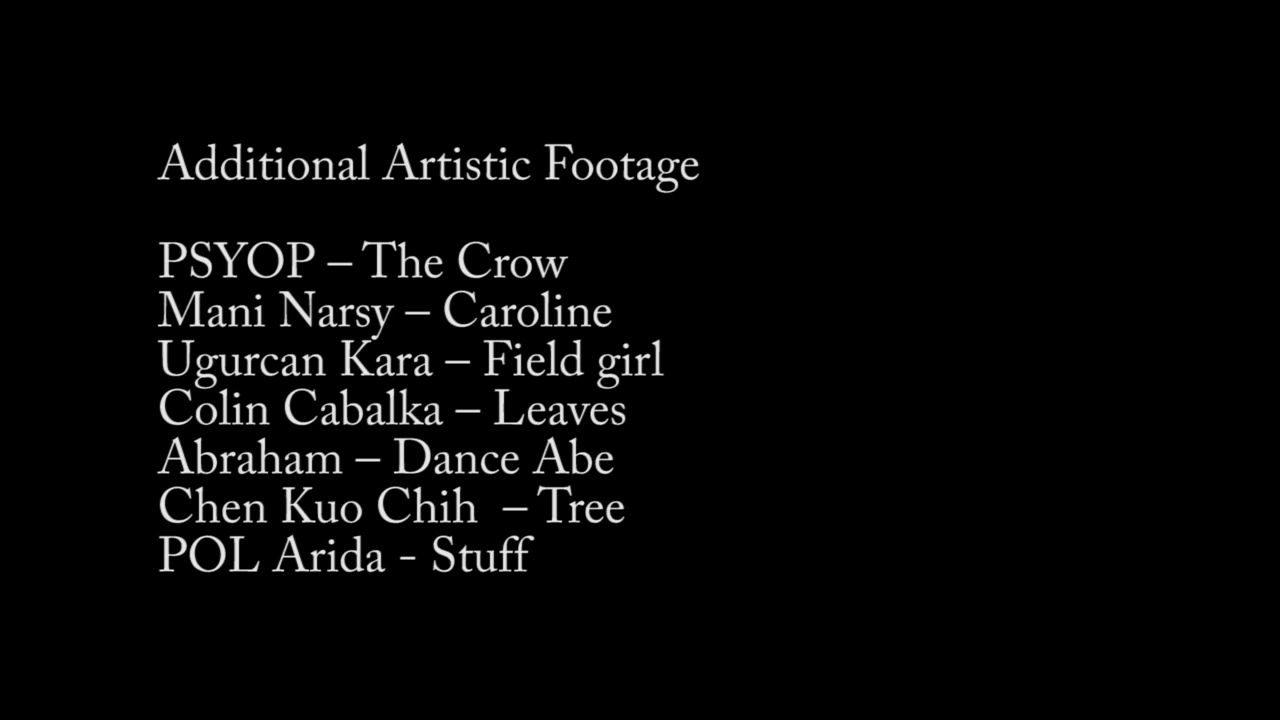 Additional Artistic Footage
PSYOP – The Crow
Mani Narsy – Caroline
Ugurcan Kara – Field girl
Colin Cabalka – Leaves
Abraham – Dance Abe
Chen Kuo Chih  – Tree
POL Arida - Stuff